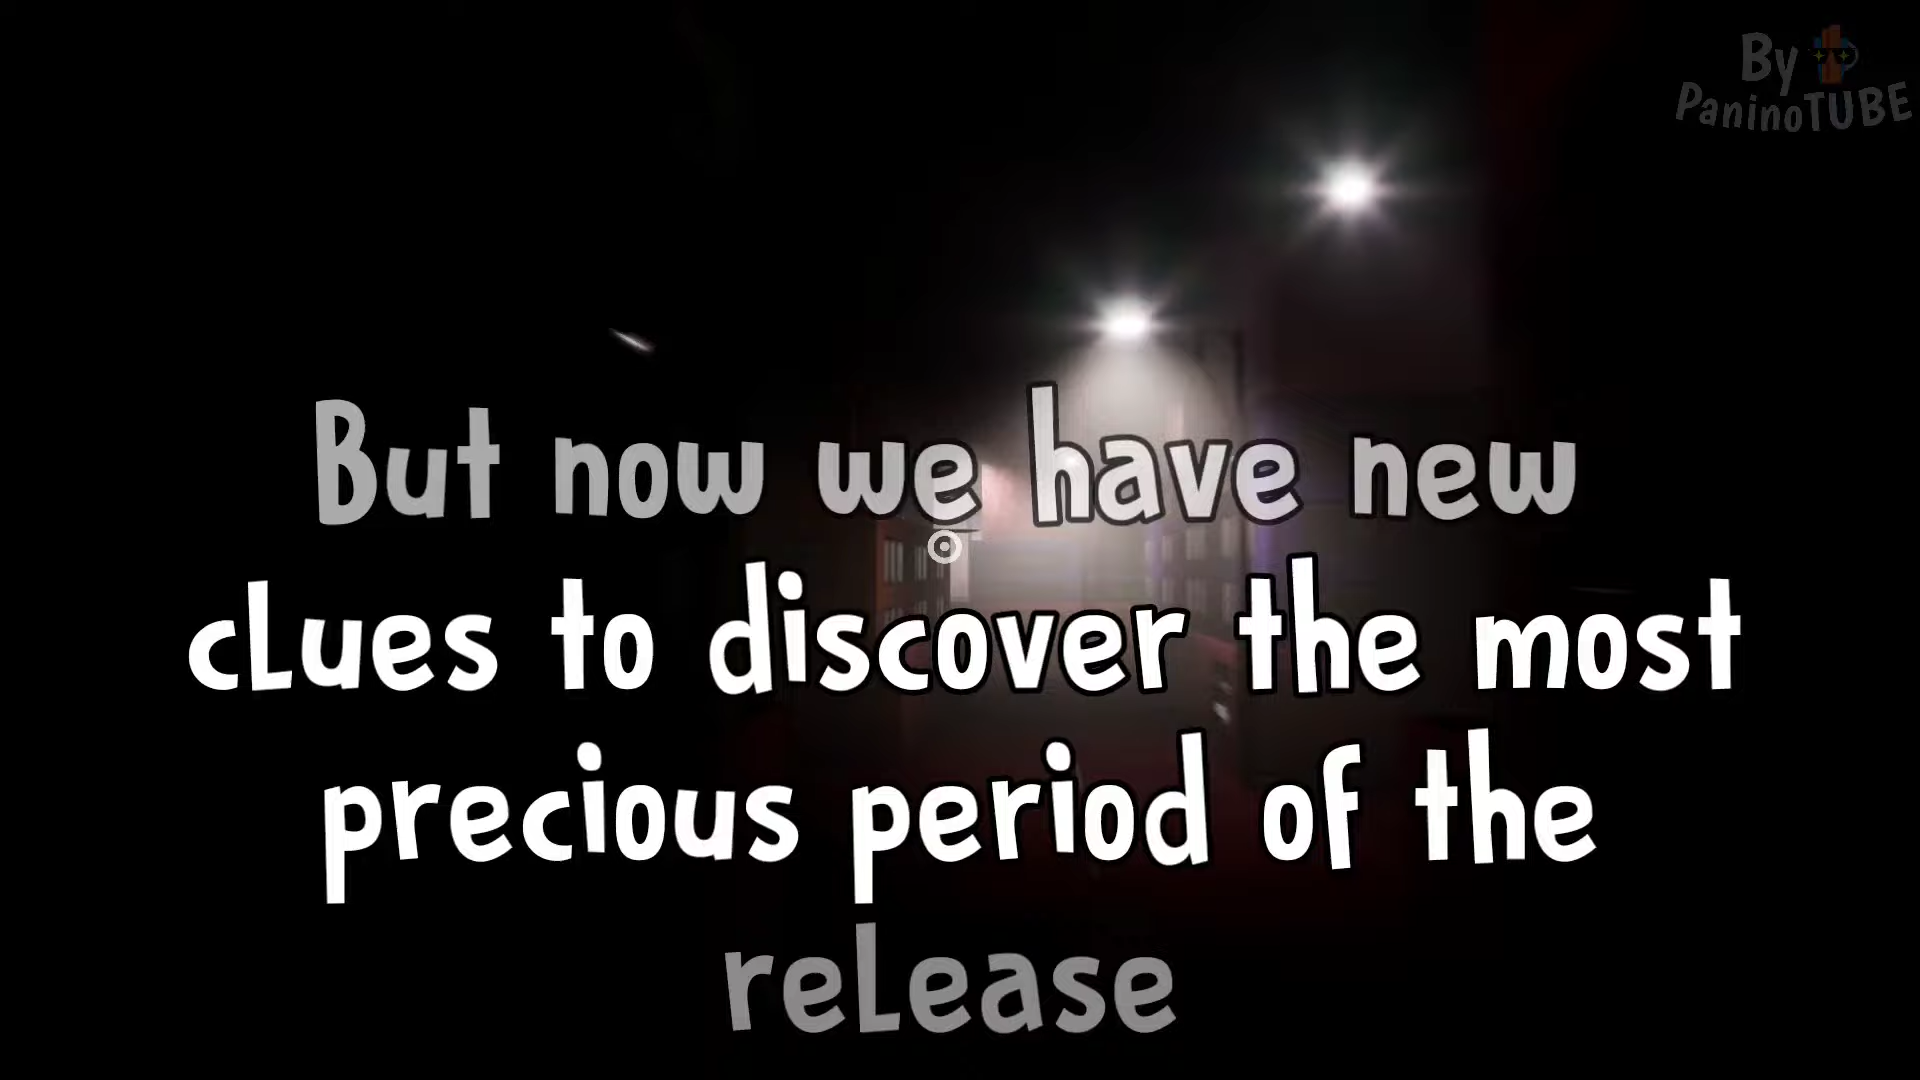 By
PaninoTUBE
But now we have new
clues to discover the most
precious period of the
release